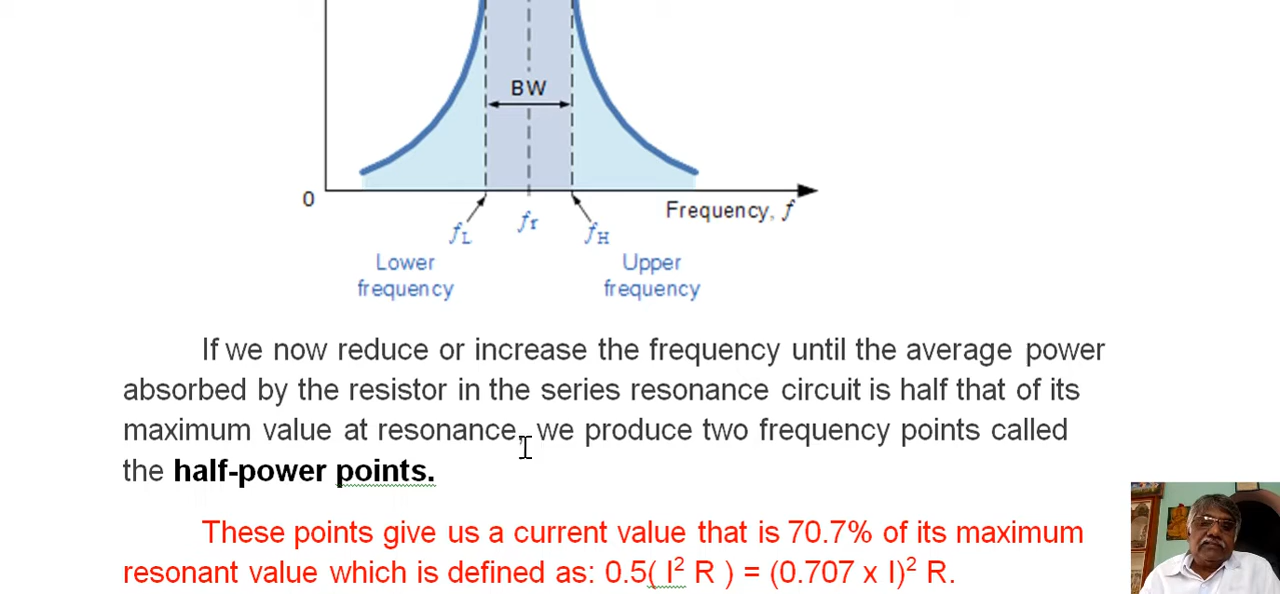 BW
0
Frequency, f
fL
fr
fH
Lower
frequency
Upper
frequency
If we now reduce or increase the frequency until the average power
absorbed by the resistor in the series resonance circuit is half that of its
maximum value at resonance, we produce two frequency points called
the half-power points.
These points give us a current value that is 70.7% of its maximum
resonant value which is defined as: 0.5( I² R ) = (0.707 x I)² R.